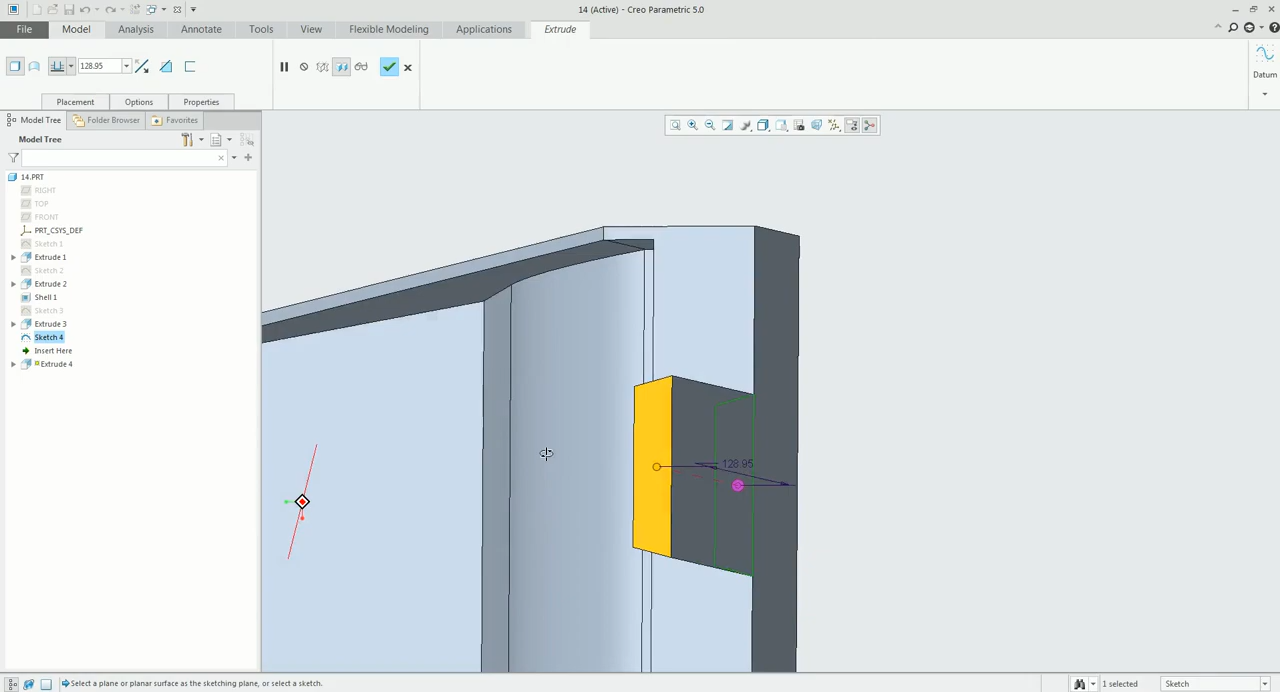 14 (Active) - Creo Parametric 5.0
File Model Analysis Annotate Tools View Flexible Modeling Applications Extrude
128.95
Datum
Placement Options Properties
Model Tree Folder Browser Favorites
Model Tree
14.PRT
RIGHT
TOP
FRONT
PRT_CSYS_DEF
Sketch 1
Extrude 1
Sketch 2
Extrude 2
Shell 1
Sketch 3
Extrude 3
Sketch 4
Insert Here
Extrude 4
128.95
Select a plane or planar surface as the sketching plane, or select a sketch.
1 selected
Sketch